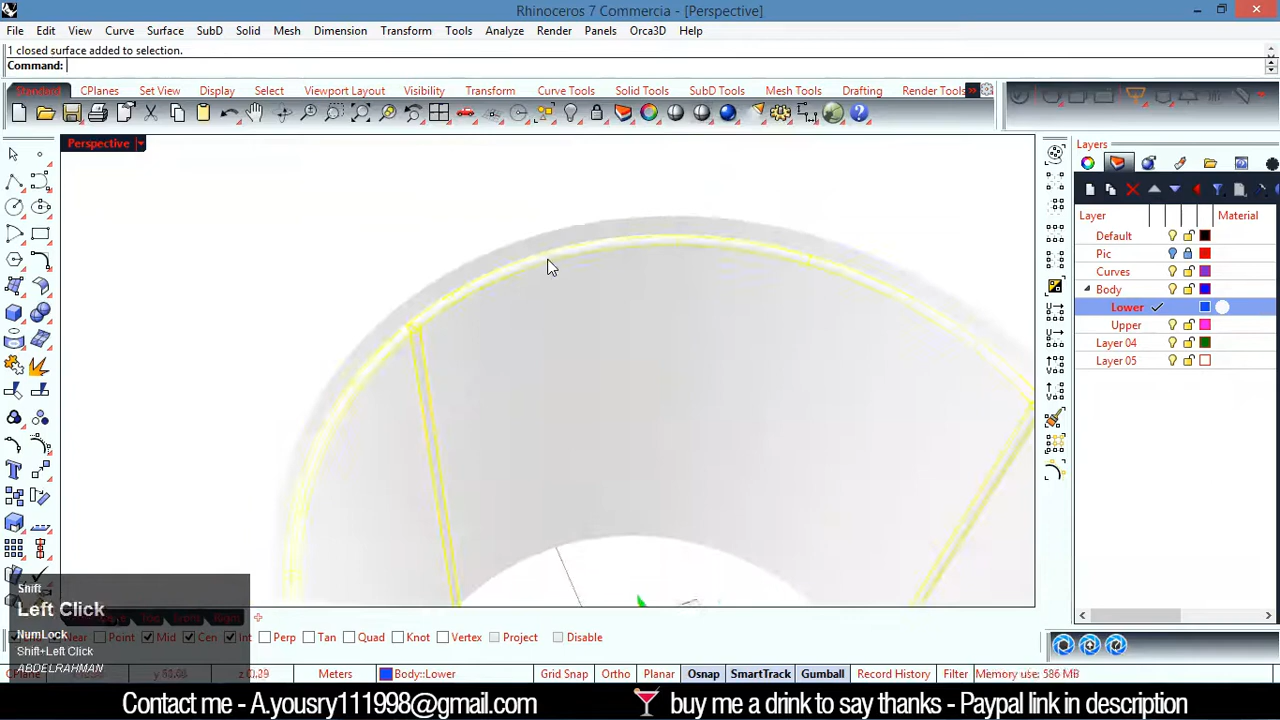 Rhinoceros 7 Commercia - [Perspective]
File Edit View Curve Surface SubD Solid Mesh Dimension Transform Tools Analyze Render Panels Orca3D Help
1 closed surface added to selection.
Command:
Standard CPlanes Set View Display Select Viewport Layout Visibility Transform Curve Tools Solid Tools SubD Tools Mesh Tools Drafting Render Tools »
Perspective
Layers
Layer Material
Default
Pic
Curves
Body
Lower
Upper
Layer 04
Layer 05
Shift
Left Click
NumLock
Shift+Left Click
ABDELRAHMAN
Point Mid Cen Int Perp Tan Quad Knot Vertex Project Disable
Meters Body::Lower Grid Snap Ortho Planar Osnap SmartTrack Gumball Record History Filter Memory use: 586 MB
Contact me - A.yousry111998@gmail.com buy me a drink to say thanks - Paypal link in description